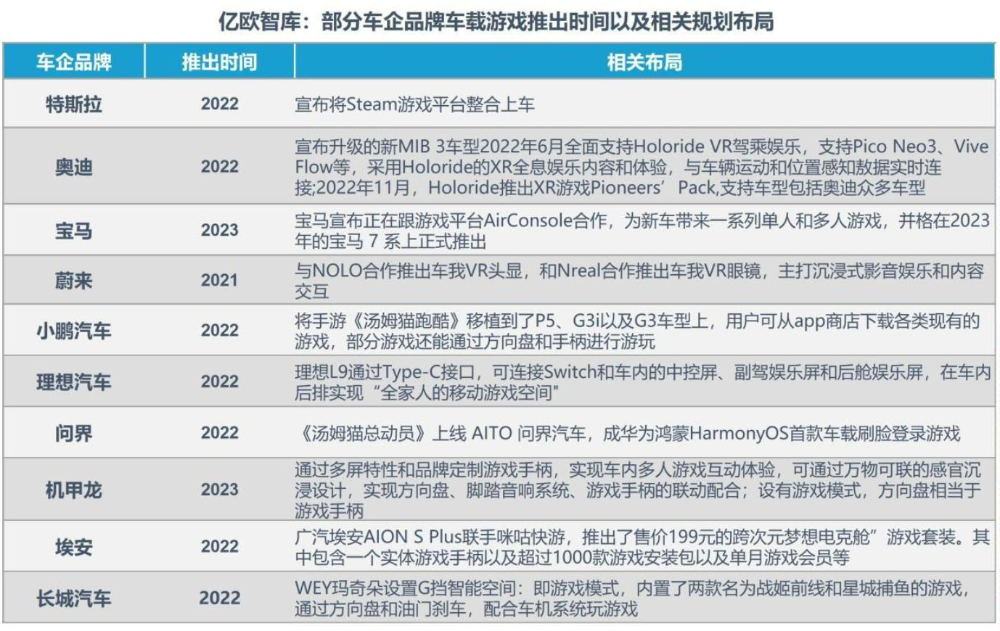 亿欧智库：部分车企品牌车载游戏推出时间以及相关规划布局
车企品牌 推出时间 相关布局
特斯拉 2022 宣布将Steam游戏平台整合上车
奥迪 2022 宣布升级的新MIB 3车型2022年6月全面支持Holoride VR驾乘娱乐，支持Pico Neo3、Vive
Flow等，采用Holoride的XR全息娱乐内容和体验，与车辆运动和位置感知敖据实时连
接;2022年11月，Holoride推出XR游戏Pioneers’ Pack,支持车型包括奥迪众多车型
宝马 2023 宝马宣布正在跟游戏平台AirConsole合作，为新车带来一系列单人和多人游戏，并格在2023
年的宝马 7 系上正式推出
蔚来 2021 与NOLO合作推出车我VR头显，和Nreal合作推出车我VR眼镜，主打沉浸式影音娱乐和内容
交互
小鹏汽车 2022 将手游《汤姆猫跑酷》移植到了P5、G3i以及G3车型上，用户可从app商店下载各类现有的
游戏，部分游戏还能通过方向盘和手柄进行游玩
理想汽车 2022 理想L9通过Type-C接口，可连接Switch和车内的中控屏、副驾娱乐屏和后舱娱乐屏，在车内
后排实现“全家人的移动游戏空间"
问界 2022 《汤姆猫总动员》上线 AITO 问界汽车，成华为鸿蒙HarmonyOS首款车载刷脸登录游戏
机甲龙 2023 通过多屏特性和品牌定制游戏手柄，实现车内多人游戏互动体验，可通过万物可联的感官沉
浸设计，实现方向盘、脚踏音响系统、游戏手柄的联动配合；设有游戏模式，方向盘相当于
游戏手柄
埃安 2022 广汽埃安AION S Plus联手咪咕快游，推出了售价199元的跨次元梦想电克舱”游戏套装。其
中包含一个实体游戏手柄以及超过1000款游戏安装包以及单月游戏会员等
长城汽车 2022 WEY玛奇朵设置G挡智能空间：即游戏模式，内置了两款名为战姬前线和星城捕鱼的游戏，
通过方向盘和油门刹车，配合车机系统玩游戏